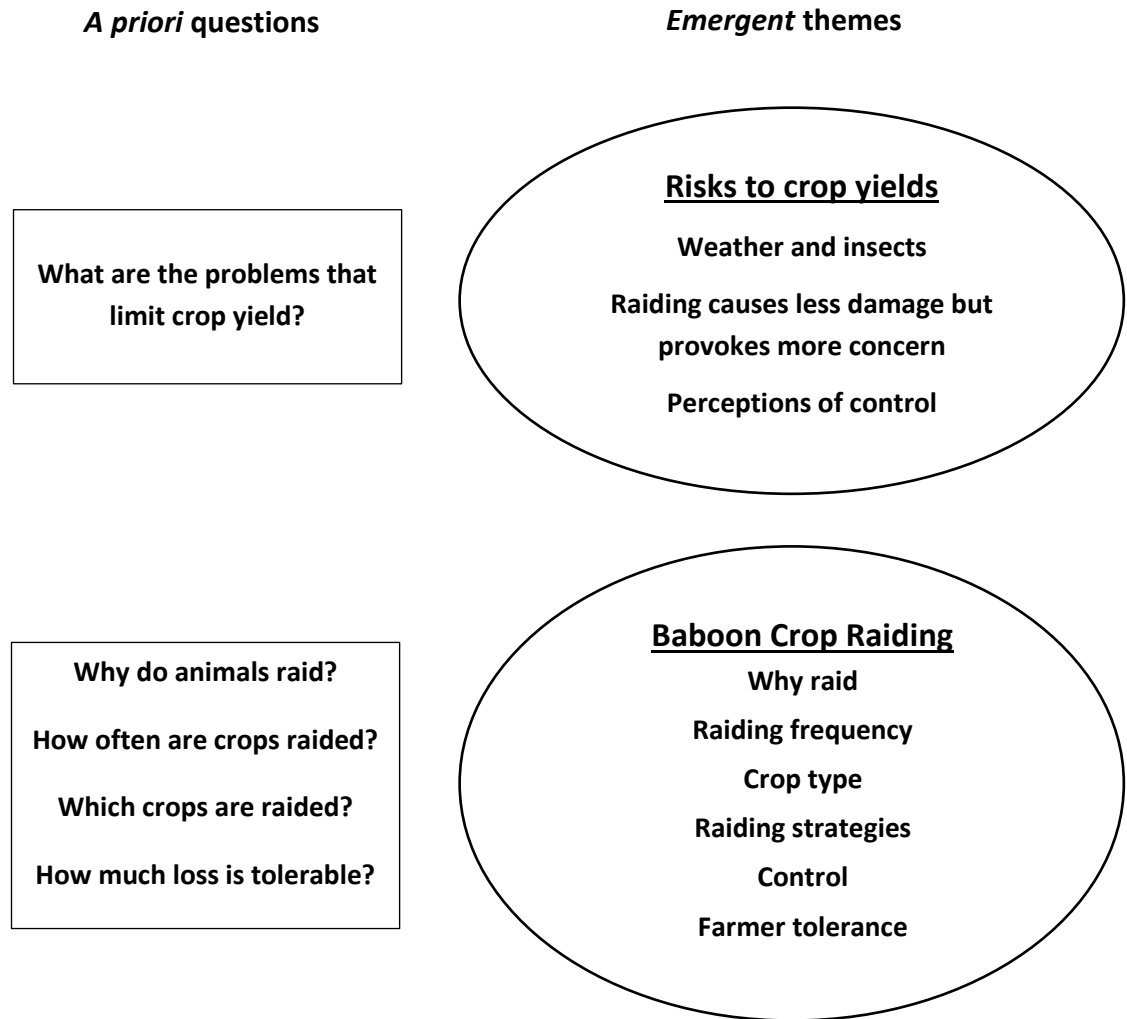 A priori questions
Emergent themes
What are the problems that
limit crop yield?
Risks to crop yields
Weather and insects
Raiding causes less damage but
provokes more concern
Perceptions of control
Why do animals raid?
How often are crops raided?
Which crops are raided?
How much loss is tolerable?
Baboon Crop Raiding
Why raid
Raiding frequency
Crop type
Raiding strategies
Control
Farmer tolerance